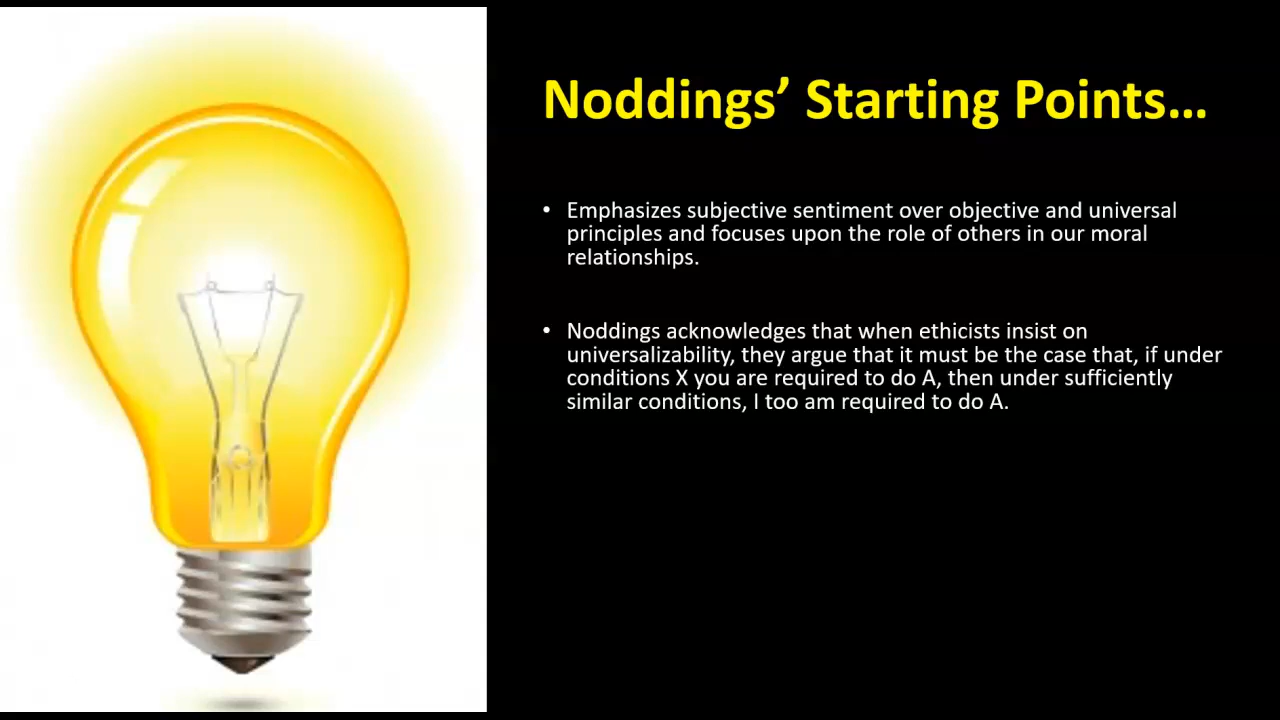 Noddings’ Starting Points...
• Emphasizes subjective sentiment over objective and universal
principles and focuses upon the role of others in our moral
relationships.
• Noddings acknowledges that when ethicists insist on
universalizability, they argue that it must be the case that, if under
conditions X you are required to do A, then under sufficiently
similar conditions, I too am required to do A.